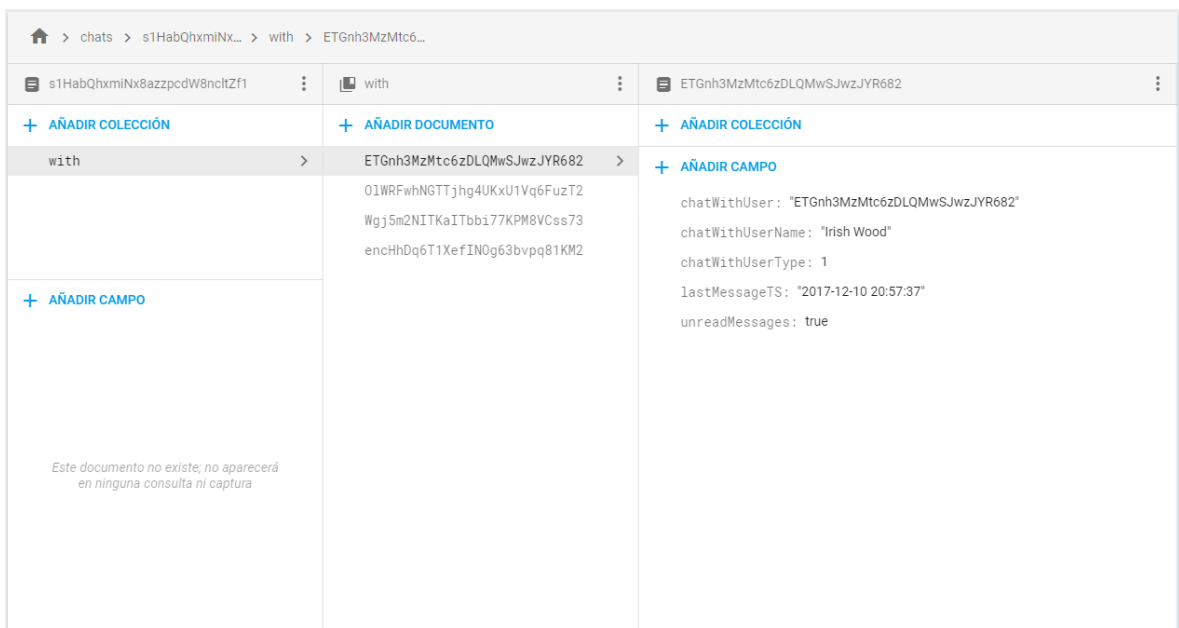 > chats > s1HabQhxmiNx… > with > ETGnh3MzMtc6…
s1HabQhxmiNx8azzpcdW8ncltZf1
+ AÑADIR COLECCIÓN
with >
+ AÑADIR CAMPO
Este documento no existe; no aparecerá
en ninguna consulta ni captura
with
+ AÑADIR DOCUMENTO
ETGnh3MzMtc6zDLQMwSJwzJYR682 >
OlWRFwhNGTTjhg4UKxU1Vq6FuzT2
Wgj5m2NITKaITbbi77KPM8VCss73
encHhDq6T1XefINOg63bvpq81KM2
ETGnh3MzMtc6zDLQMwSJwzJYR682
+ AÑADIR COLECCIÓN
+ AÑADIR CAMPO
chatWithUser: "ETGnh3MzMtc6zDLQMwSJwzJYR682"
chatWithUserName: "Irish Wood"
chatWithUserType: 1
lastMessageTS: "2017-12-10 20:57:37"
unreadMessages: true